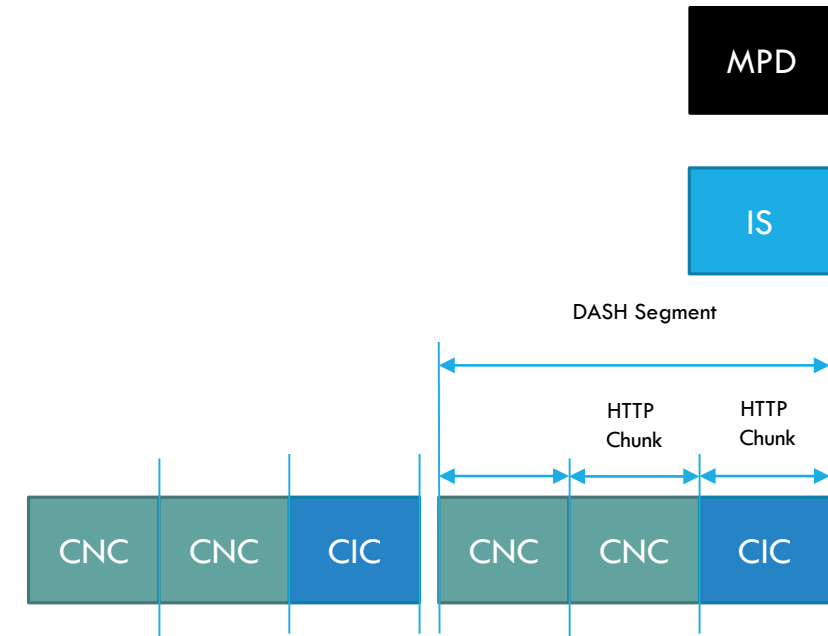 MPD
IS
DASH Segment
HTTP
Chunk
HTTP
Chunk
CNC
CNC
CIC
CNC
CNC
CIC